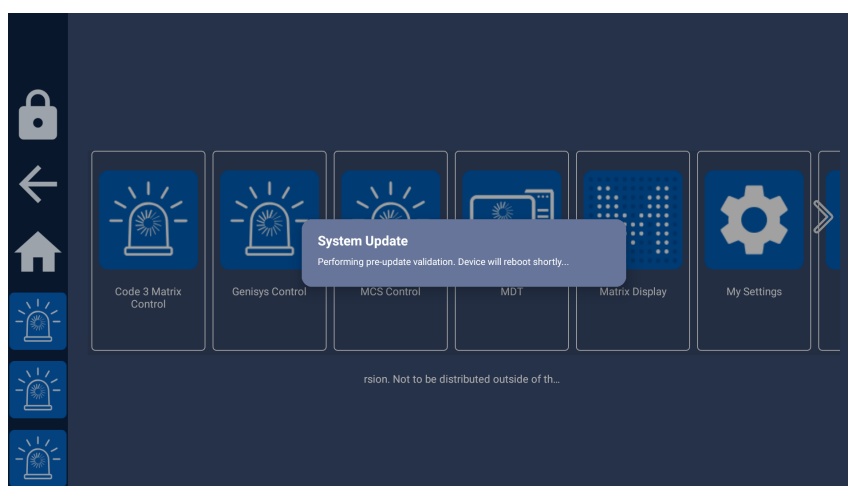 System Update
Performing pre-update validation. Device will reboot shortly...
Code 3 Matrix
Control
Genisys Control
MCS Control
MDT
Matrix Display
My Settings
rsion. Not to be distributed outside of th...